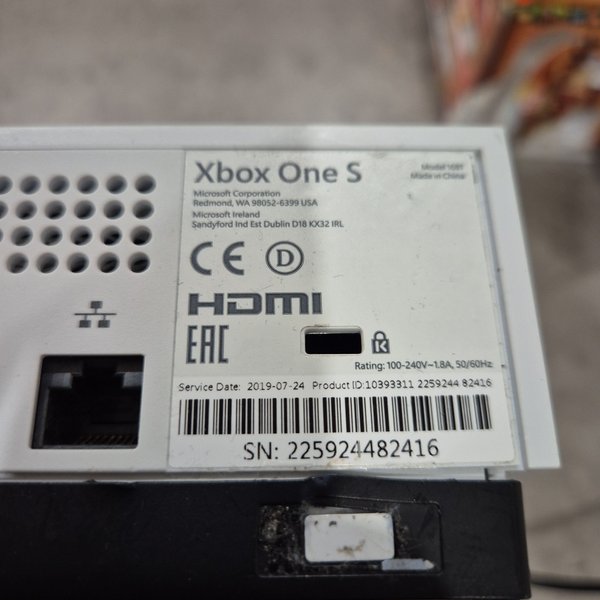 Xbox One S
Model 1681
Made in China
Microsoft Corporation
Redmond, WA 98052-6399 USA
Microsoft Ireland
Sandyford Ind Est Dublin D18 KX32 IRL
CE D
HDMI
EAC
K
Rating: 100-240V~1.8A, 50/60Hz
Service Date: 2019-07-24 Product ID:10393311 2259244 82416
SN: 225924482416